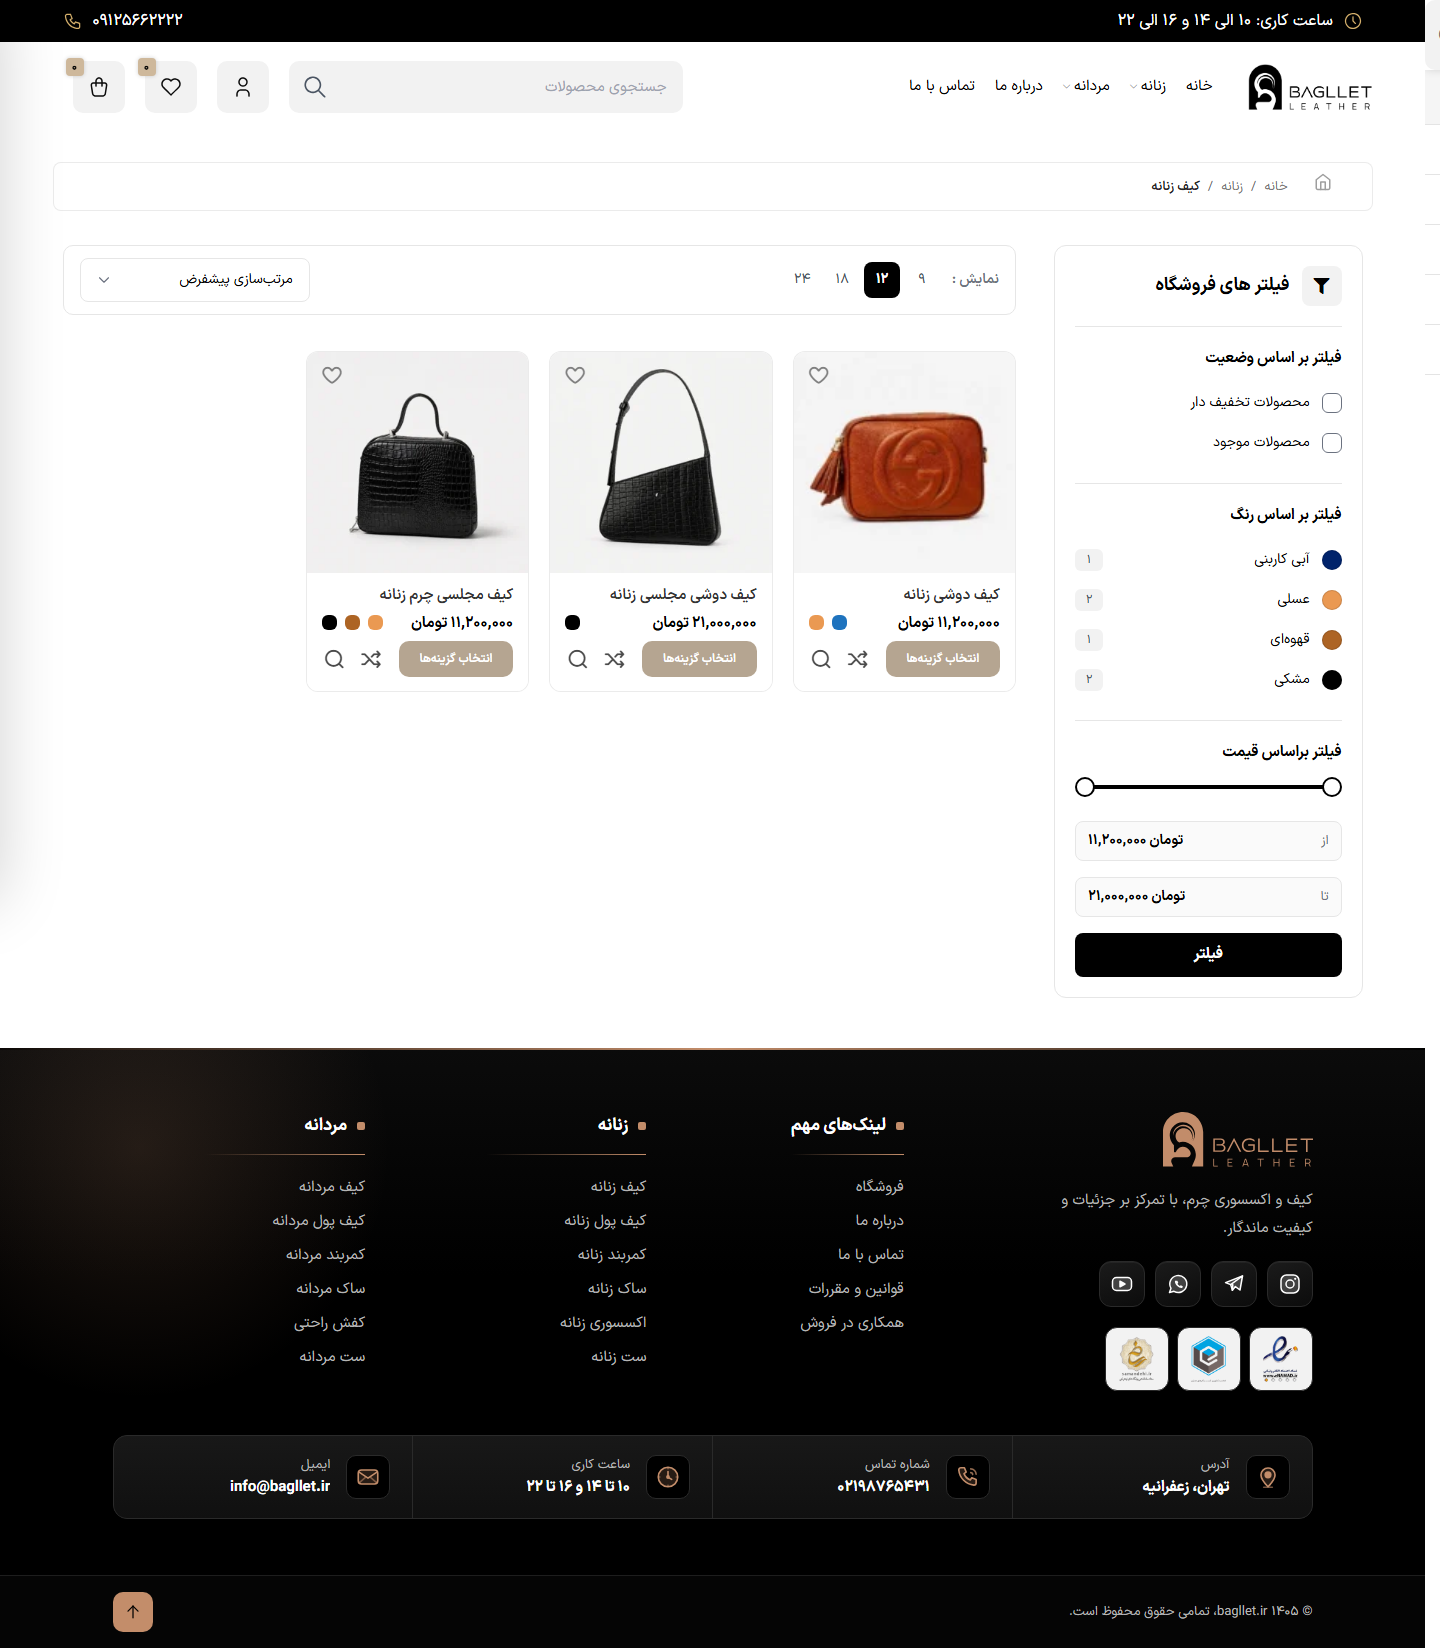 ساعت کاری: ۱۰ الی ۱۴ و ۱۶ الی ۲۲
۰۹۱۲۵۶۶۲۲۲۲
BAGLLET
LEATHER
خانه
زنانه
مردانه
درباره ما
تماس با ما
جستجوی محصولات
۰
۰
خانه / زنانه / کیف زنانه
فیلتر های فروشگاه
فیلتر بر اساس وضعیت
محصولات تخفیف دار
محصولات موجود
فیلتر بر اساس رنگ
آبی کاربنی ۱
عسلی ۲
قهوه‌ای ۱
مشکی ۲
فیلتر براساس قیمت
از تومان ۱۱,۲۰۰,۰۰۰
تا تومان ۲۱,۰۰۰,۰۰۰
فیلتر
نمایش : ۹ ۱۲ ۱۸ ۲۴
مرتب‌سازی پیشفرض
کیف دوشی زنانه
۱۱,۲۰۰,۰۰۰ تومان
انتخاب گزینه‌ها
کیف دوشی مجلسی زنانه
۲۱,۰۰۰,۰۰۰ تومان
انتخاب گزینه‌ها
کیف مجلسی چرم زنانه
۱۱,۲۰۰,۰۰۰ تومان
انتخاب گزینه‌ها
BAGLLET
LEATHER
کیف و اکسسوری چرم، با تمرکز بر جزئیات و
کیفیت ماندگار.
لینک‌های مهم
فروشگاه
درباره ما
تماس با ما
قوانین و مقررات
همکاری در فروش
زنانه
کیف زنانه
کیف پول زنانه
کمربند زنانه
ساک زنانه
اکسسوری زنانه
ست زنانه
مردانه
کیف مردانه
کیف پول مردانه
کمربند مردانه
ساک مردانه
کفش راحتی
ست مردانه
آدرس
تهران، زعفرانیه
شماره تماس
۰۲۱۹۸۷۶۵۴۳۱
ساعت کاری
۱۰ تا ۱۴ و ۱۶ تا ۲۲
ایمیل
info@bagllet.ir
© ۱۴۰۵ bagllet.ir، تمامی حقوق محفوظ است.